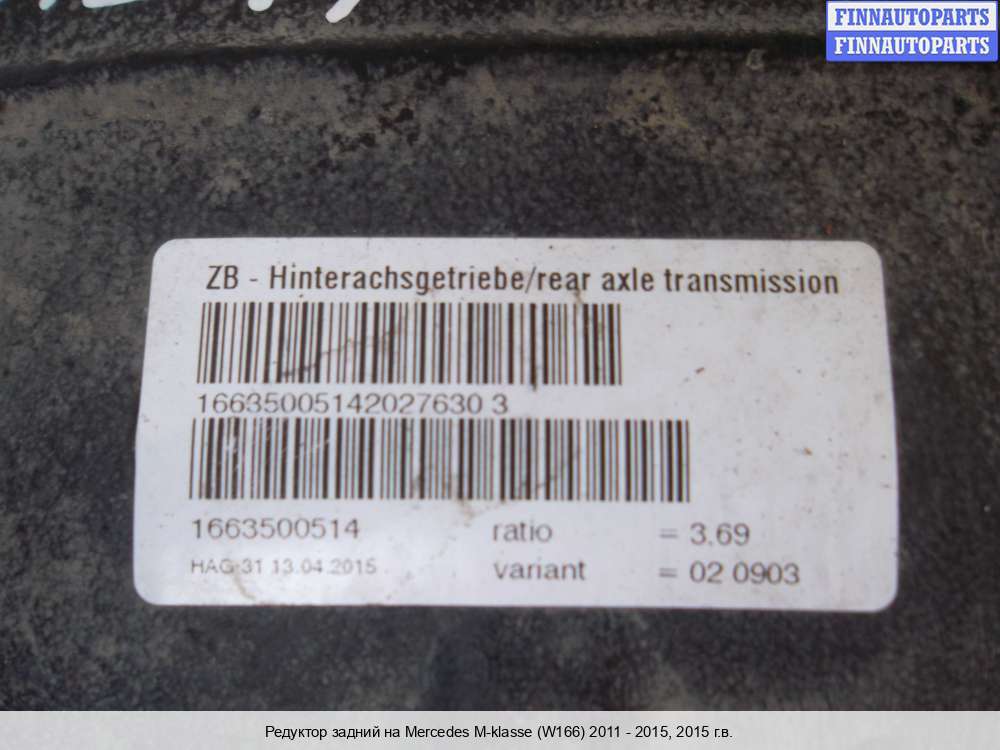 FINNAUTOPARTS
FINNAUTOPARTS
ZB - Hinterachsgetriebe/rear axle transmission
16635005142027630 3
1663500514 ratio = 3,69
HAG-31 13.04.2015 variant = 02 0903
Редуктор задний на Mercedes M-klasse (W166) 2011 - 2015, 2015 г.в.